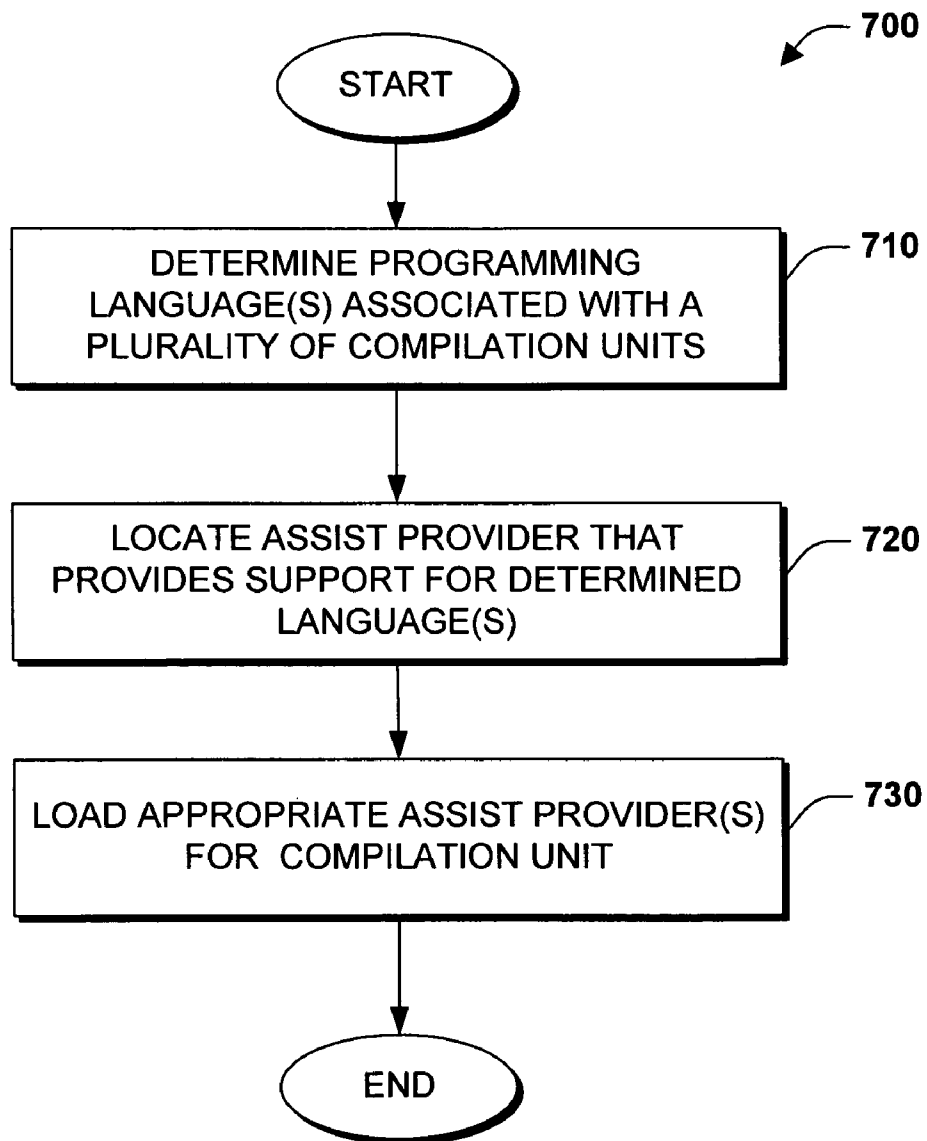 700
START
710
DETERMINE PROGRAMMING
LANGUAGE(S) ASSOCIATED WITH A
PLURALITY OF COMPILATION UNITS
720
LOCATE ASSIST PROVIDER THAT
PROVIDES SUPPORT FOR DETERMINED
LANGUAGE(S)
730
LOAD APPROPRIATE ASSIST PROVIDER(S)
FOR COMPILATION UNIT
END